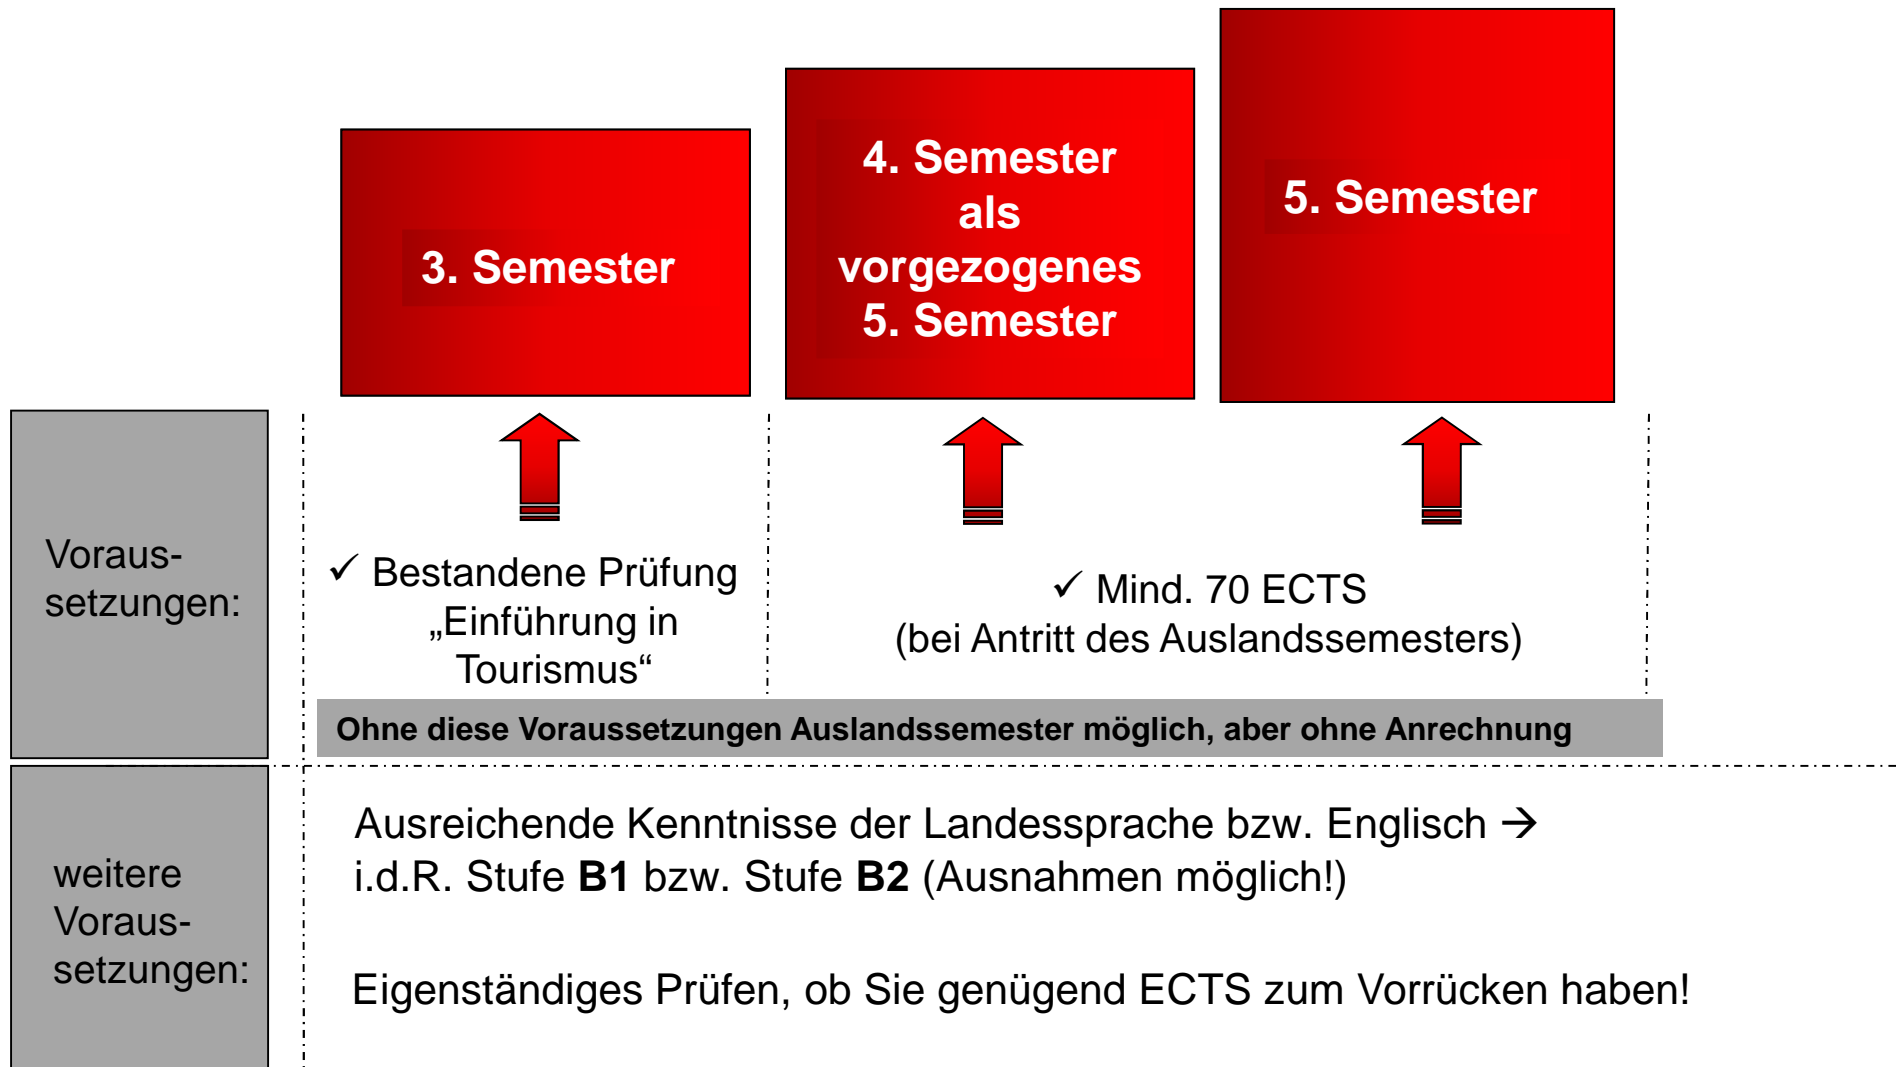 3. Semester
4. Semester
als
vorgezogenes
5. Semester
5. Semester
Voraus-
setzungen:
✓ Bestandene Prüfung
„Einführung in
Tourismus“
✓ Mind. 70 ECTS
(bei Antritt des Auslandssemesters)
Ohne diese Voraussetzungen Auslandssemester möglich, aber ohne Anrechnung
weitere
Voraus-
setzungen:
Ausreichende Kenntnisse der Landessprache bzw. Englisch →
i.d.R. Stufe B1 bzw. Stufe B2 (Ausnahmen möglich!)
Eigenständiges Prüfen, ob Sie genügend ECTS zum Vorrücken haben!